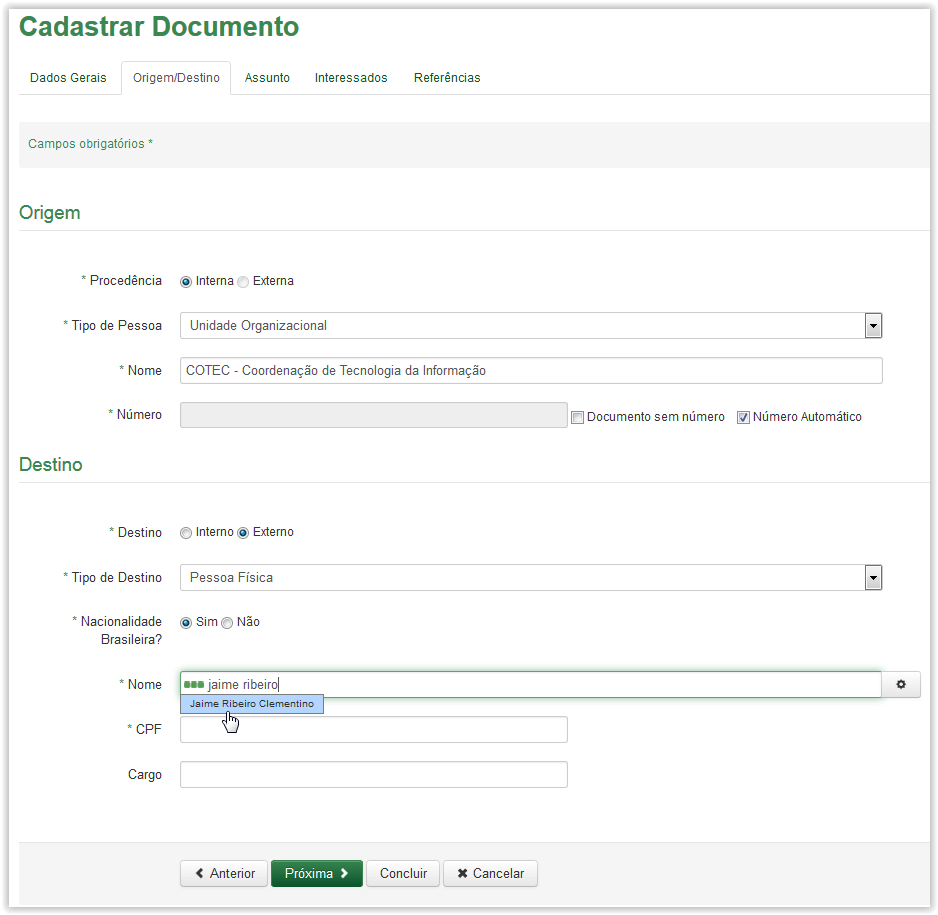 Cadastrar Documento
Dados Gerais Origem/Destino Assunto Interessados Referências
Campos obrigatórios *
Origem
* Procedência Interna Externa
* Tipo de Pessoa Unidade Organizacional
* Nome COTEC - Coordenação de Tecnologia da Informação
* Número Documento sem número Número Automático
Destino
* Destino Interno Externo
* Tipo de Destino Pessoa Física
* Nacionalidade Sim Não
Brasileira?
* Nome jaime ribeiro
Jaime Ribeiro Clementino
* CPF
Cargo
Anterior Próxima Concluir Cancelar